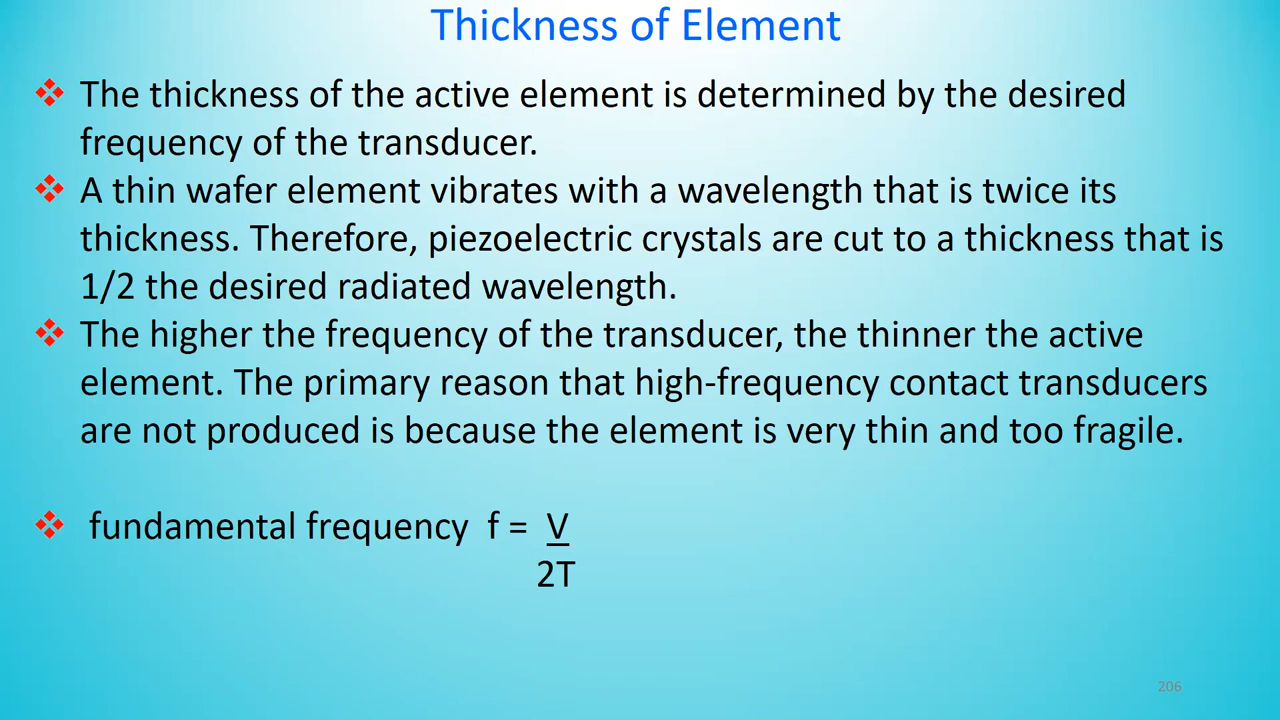 Thickness of Element
❖ The thickness of the active element is determined by the desired
frequency of the transducer.
❖ A thin wafer element vibrates with a wavelength that is twice its
thickness. Therefore, piezoelectric crystals are cut to a thickness that is
1/2 the desired radiated wavelength.
❖ The higher the frequency of the transducer, the thinner the active
element. The primary reason that high-frequency contact transducers
are not produced is because the element is very thin and too fragile.
❖ fundamental frequency f = V
2T
206